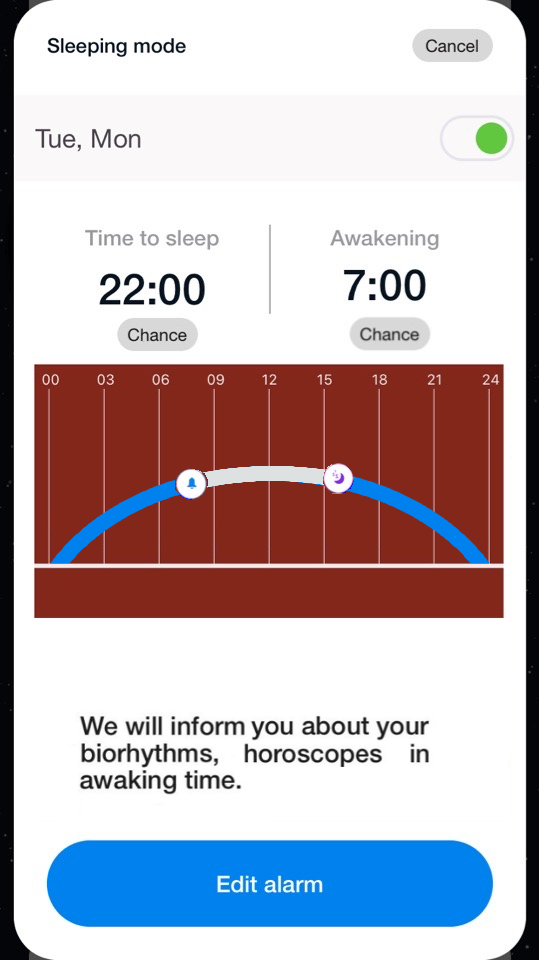 Sleeping mode
Cancel
Tue, Mon
Time to sleep
Awakening
22:00
7:00
Chance
Chance
00 03 06 09 12 15 18 21 24
We will inform you about your
biorhythms, horoscopes in
awaking time.
Edit alarm